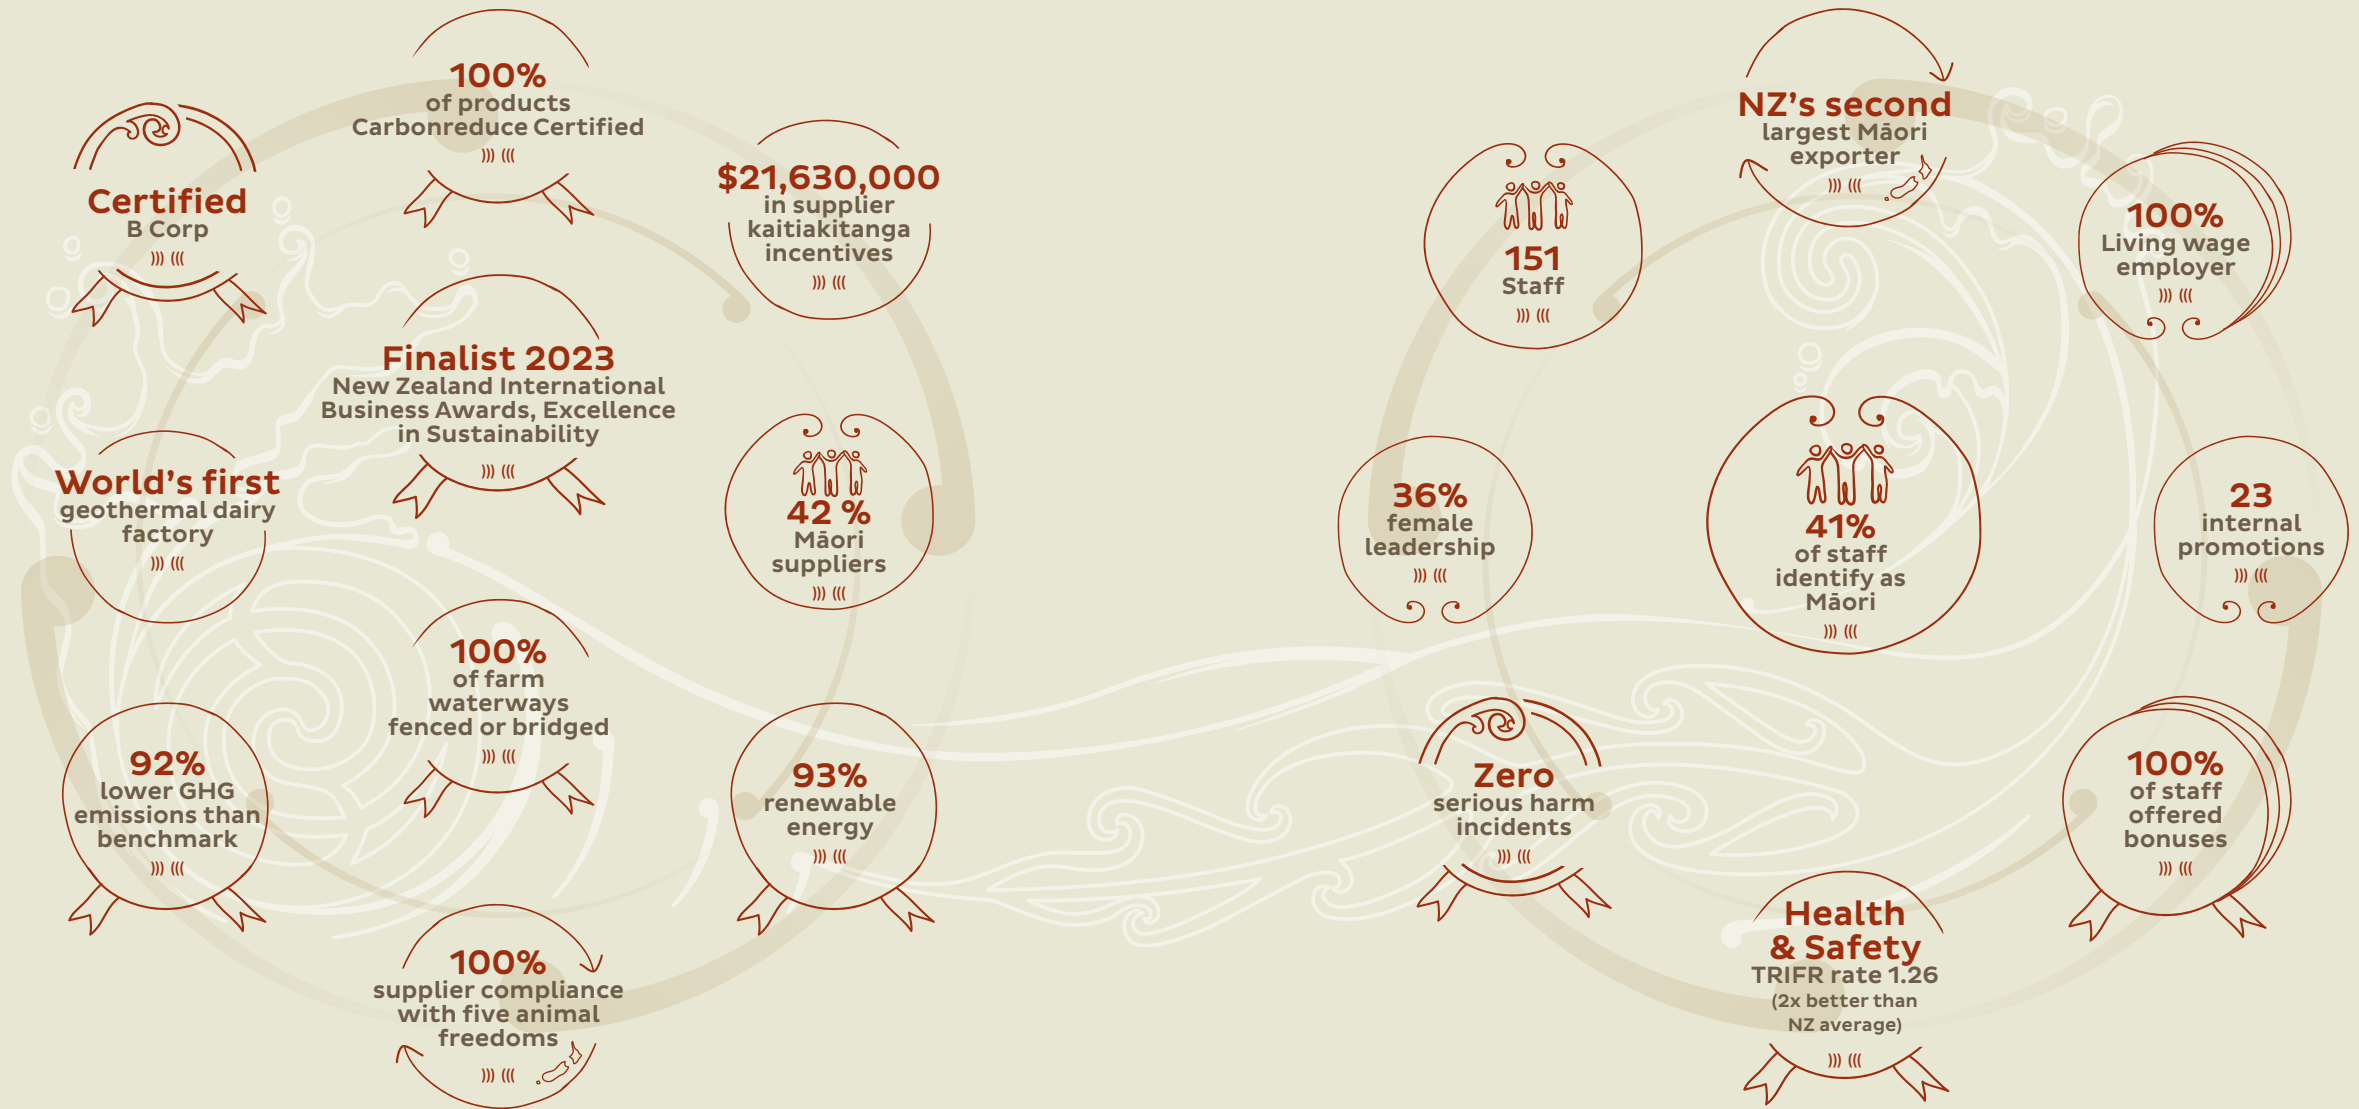 100%
of products
Carbonreduce Certified
Certified
B Corp
$21,630,000
in supplier
kaitiakitanga
incentives
Finalist 2023
New Zealand International
Business Awards, Excellence
in Sustainability
World's first
geothermal dairy
factory
42 %
Māori
suppliers
100%
of farm
waterways
fenced or bridged
92%
lower GHG
emissions than
benchmark
93%
renewable
energy
100%
supplier compliance
with five animal
freedoms
NZ's second
largest Māori
exporter
151
Staff
100%
Living wage
employer
36%
female
leadership
41%
of staff
identify as
Māori
23
internal
promotions
Zero
serious harm
incidents
100%
of staff
offered
bonuses
Health
& Safety
TRIFR rate 1.26
(2x better than
NZ average)